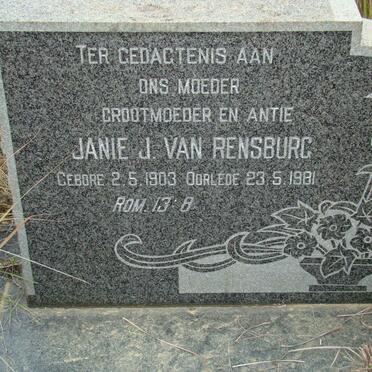 TER GEDACTENIS AAN
ONS MOEDER
GROOTMOEDER EN ANTIE
JANIE J. VAN RENSBURG
GEBORE 2.5.1903 OORLEDE 23.5.1981
ROM. 13:8